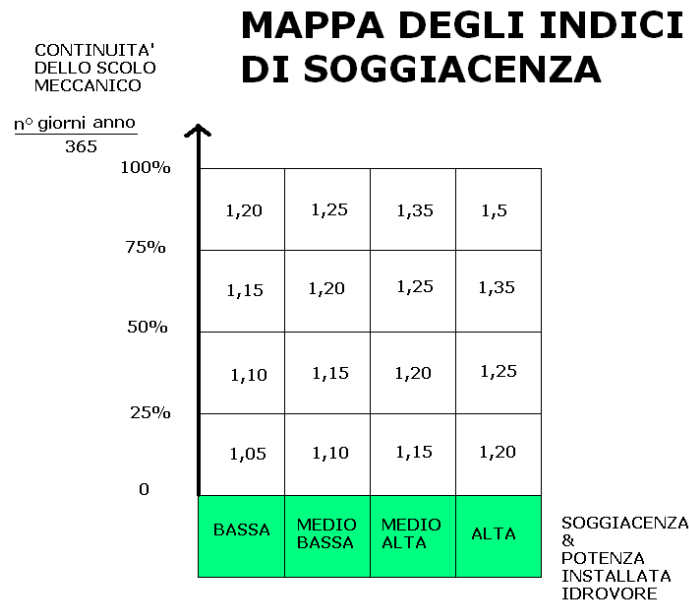 MAPPA DEGLI INDICI
DI SOGGIACENZA
CONTINUITA'
DELLO SCOLO
MECCANICO
n° giorni anno
365
100%
1,20 1,25 1,35 1,5
75%
1,15 1,20 1,25 1,35
50%
1,10 1,15 1,20 1,25
25%
1,05 1,10 1,15 1,20
0
BASSA
MEDIO
BASSA
MEDIO
ALTA
ALTA
SOGGIACENZA
&
POTENZA
INSTALLATA
IDROVORE